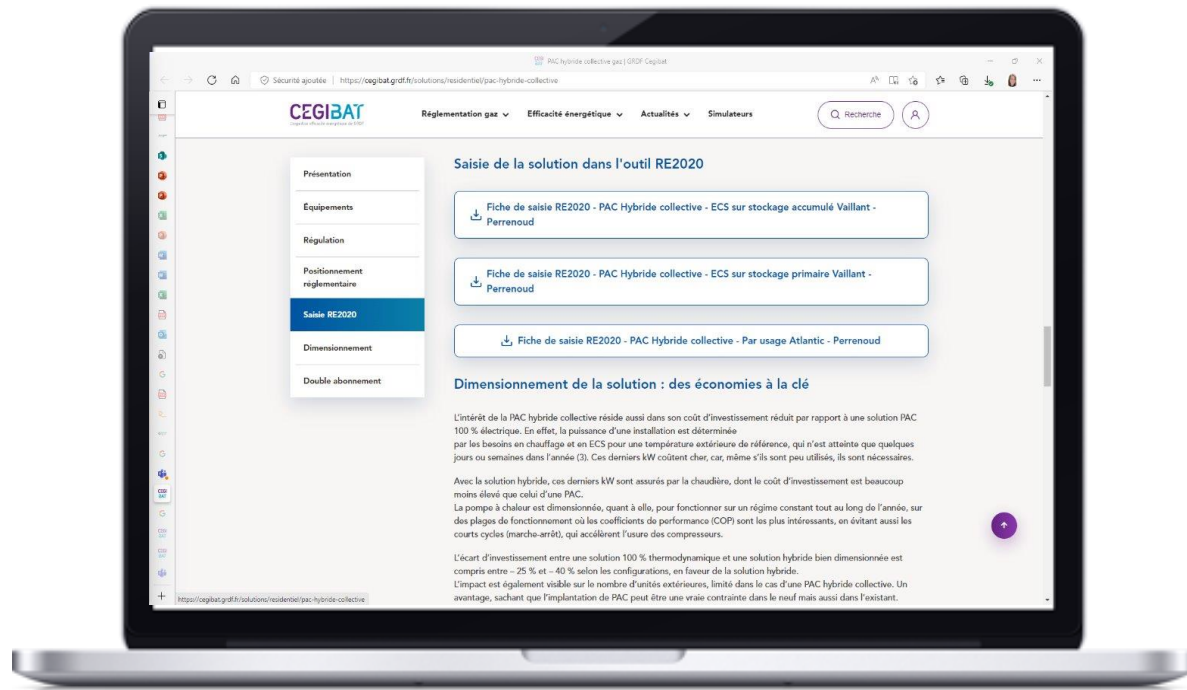 PAC hybride collective gaz | GRDF Cegibat
Sécurité ajoutée | https://cegibat.grdf.fr/solutions/residentiel/pac-hybride-collective
CEGIBAT
Réglementation gaz Efficacité énergétique Actualités Simulateurs Recherche
Présentation
Équipements
Régulation
Positionnement
réglementaire
Saisie RE2020
Dimensionnement
Double abonnement
Saisie de la solution dans l'outil RE2020
Fiche de saisie RE2020 - PAC Hybride collective - ECS sur stockage accumulé Vaillant -
Perrenoud
Fiche de saisie RE2020 - PAC Hybride collective - ECS sur stockage primaire Vaillant -
Perrenoud
Fiche de saisie RE2020 - PAC Hybride collective - Par usage Atlantic - Perrenoud
Dimensionnement de la solution : des économies à la clé
L'intérêt de la PAC hybride collective réside aussi dans son coût d'investissement réduit par rapport à une solution PAC
100 % électrique. En effet, la puissance d'une installation est déterminée
par les besoins en chauffage et en ECS pour une température extérieure de référence, qui n'est atteinte que quelques
jours ou semaines dans l'année (3). Ces derniers kW coûtent cher, car, même s'ils sont peu utilisés, ils sont nécessaires.
Avec la solution hybride, ces derniers kW sont assurés par la chaudière, dont le coût d'investissement est beaucoup
moins élevé que celui d'une PAC.
La pompe à chaleur est dimensionnée, quant à elle, pour fonctionner sur un régime constant tout au long de l'année, sur
des plages de fonctionnement où les coefficients de performance (COP) sont les plus intéressants, en évitant aussi les
courts cycles (marche-arrêt), qui accélèrent l'usure des compresseurs.
L'écart d'investissement entre une solution 100 % thermodynamique et une solution hybride bien dimensionnée est
compris entre – 25 % et – 40 % selon les configurations, en faveur de la solution hybride.
L'impact est également visible sur le nombre d'unités extérieures, limité dans le cas d'une PAC hybride collective. Un
avantage, sachant que l'implantation de PAC peut être une vraie contrainte dans le neuf mais aussi dans l'existant.
https://cegibat.grdf.fr/solutions/residentiel/pac-hybride-collective